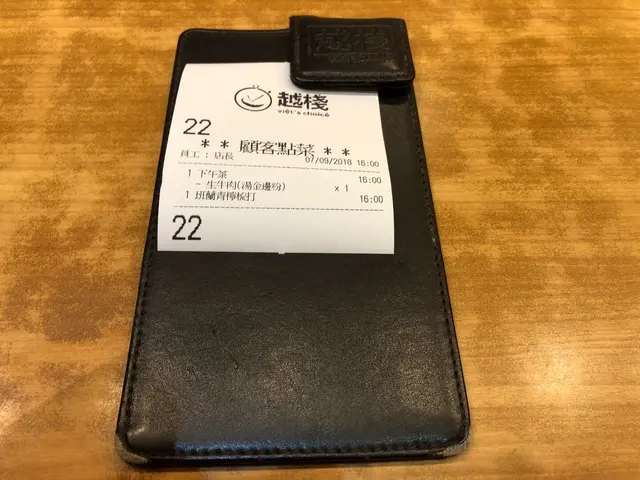 越棧
越棧
việt's choice
22
** 顧客點菜 **
員工：店長 07/09/2018 16:00
1 下午茶 16:00
- 生牛肉(湯金邊粉) x 1
1 班蘭青檸梳打 16:00
22